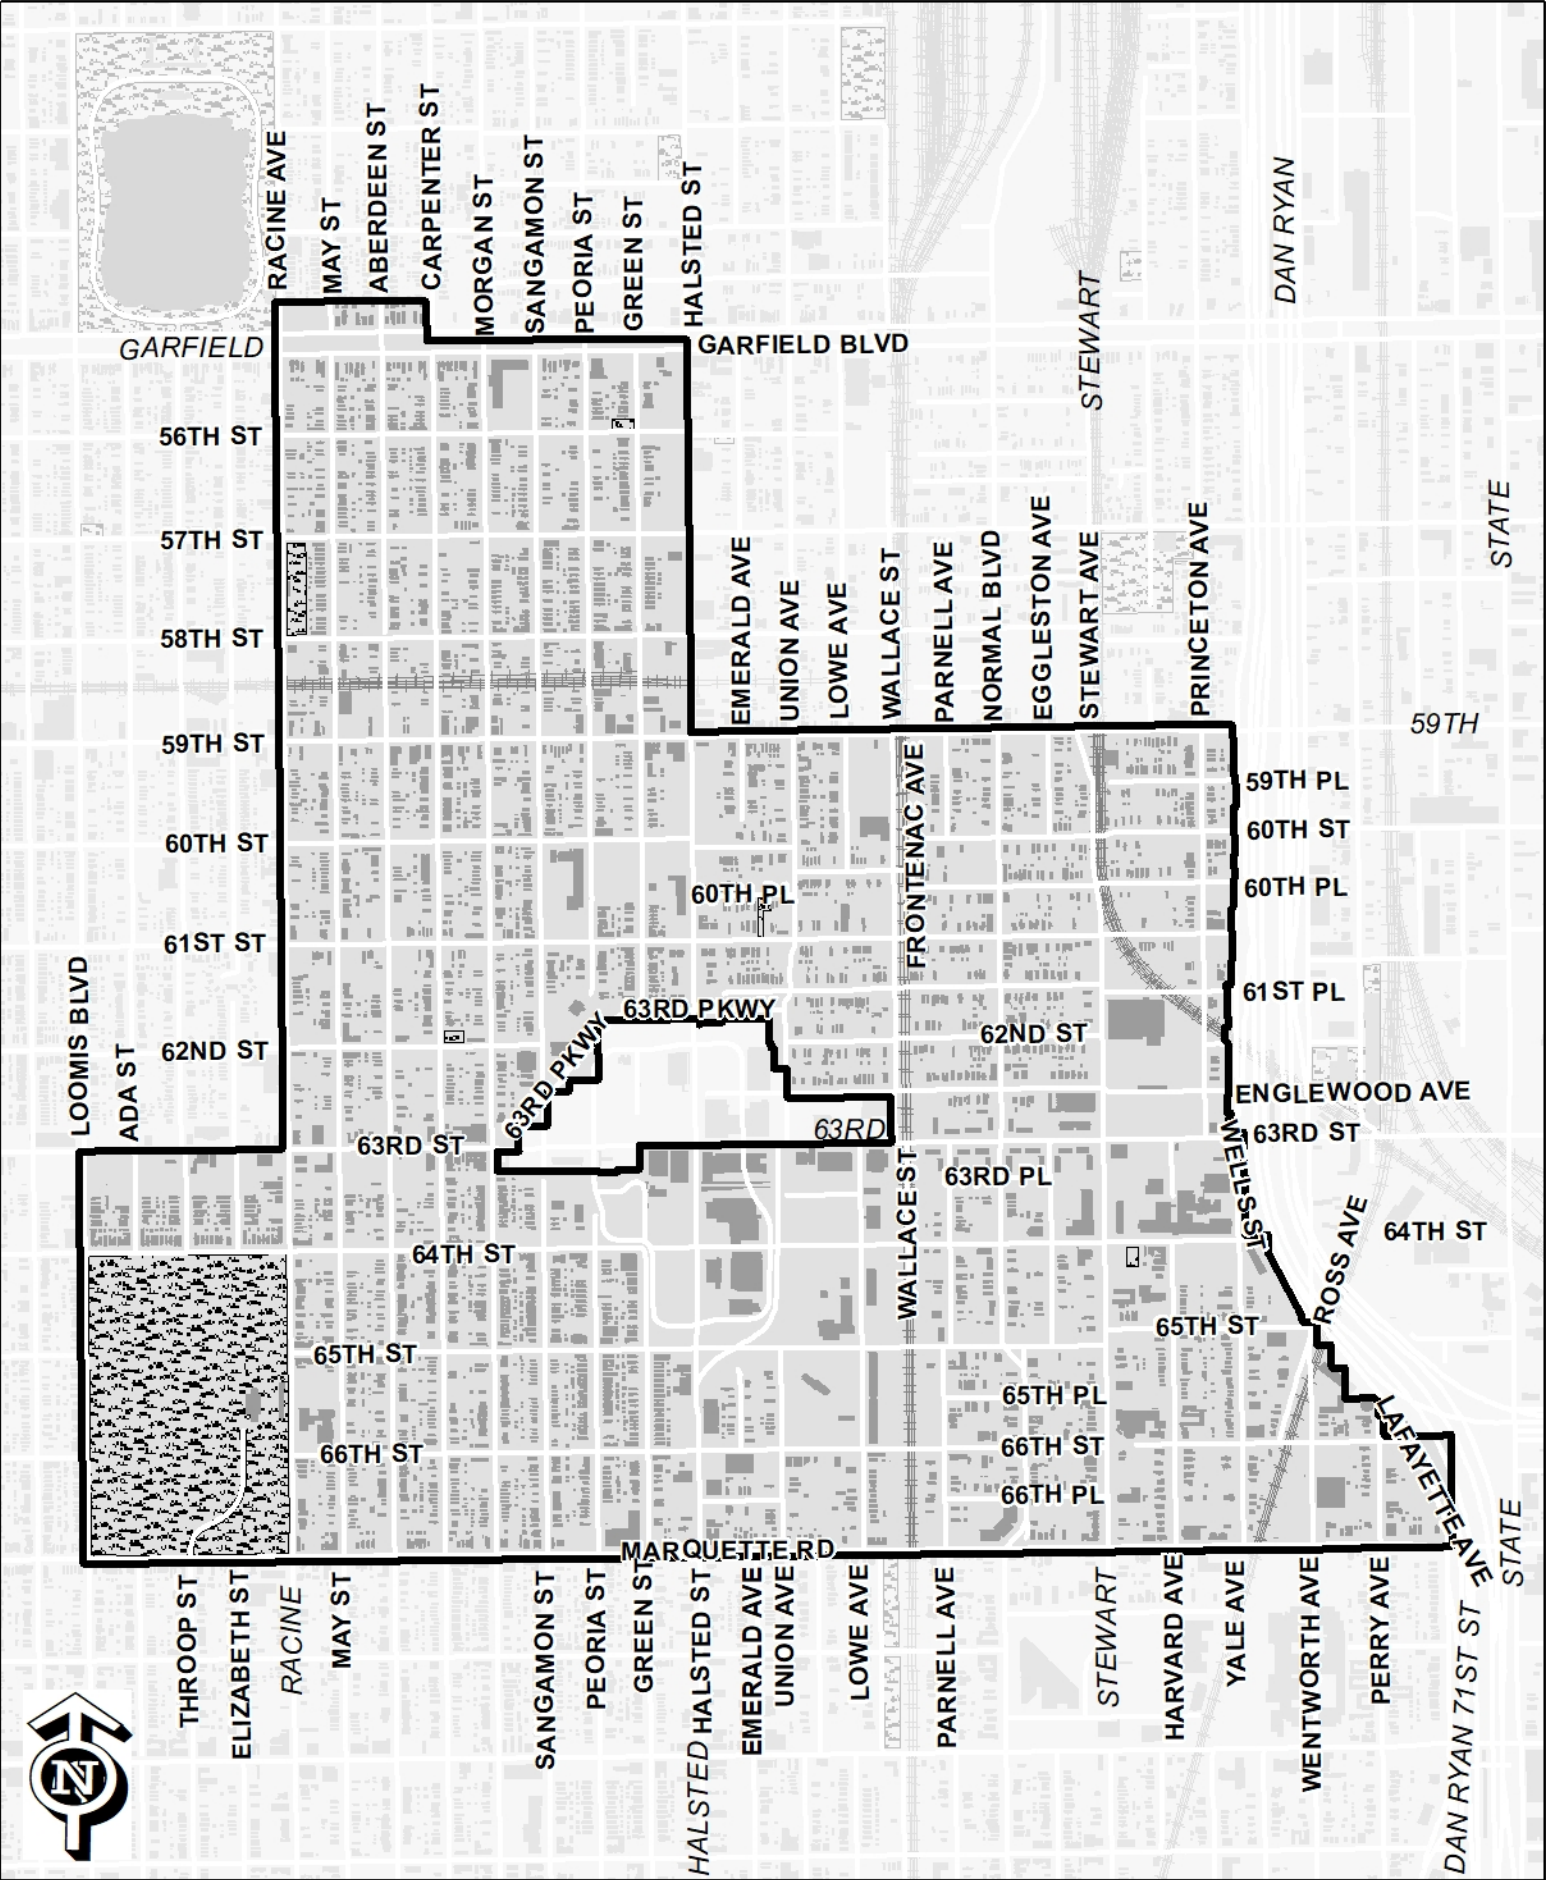 RACINE AVE
MAY ST
ABERDEEN ST
CARPENTER ST
MORGAN ST
SANGAMON ST
PEORIA ST
GREEN ST
HALSTED ST
STEWART
DAN RYAN
GARFIELD
GARFIELD BLVD
56TH ST
57TH ST
58TH ST
59TH ST
60TH ST
61ST ST
62ND ST
STATE
EMERALD AVE
UNION AVE
LOWE AVE
WALLACE ST
PARNELL AVE
NORMAL BLVD
EGGLESTON AVE
STEWART AVE
PRINCETON AVE
59TH
59TH PL
60TH ST
60TH PL
61ST PL
FRONTENAC AVE
60TH PL
LOOMIS BLVD
ADA ST
63RD PKWY
63RD PKWY
62ND ST
ENGLEWOOD AVE
63RD ST
63RD
63RD ST
63RD PL
WELLS ST
WALLACE ST
64TH ST
64TH ST
ROSS AVE
65TH ST
65TH ST
65TH PL
66TH ST
66TH ST
66TH PL
LAFAYETTE AVE
MARQUETTE RD
STATE
THROOP ST
ELIZABETH ST
RACINE
MAY ST
SANGAMON ST
PEORIA ST
GREEN ST
HALSTED ST
HALSTED
EMERALD AVE
UNION AVE
LOWE AVE
PARNELL AVE
STEWART
HARVARD AVE
YALE AVE
WENTWORTH AVE
PERRY AVE
DAN RYAN 71ST ST
N